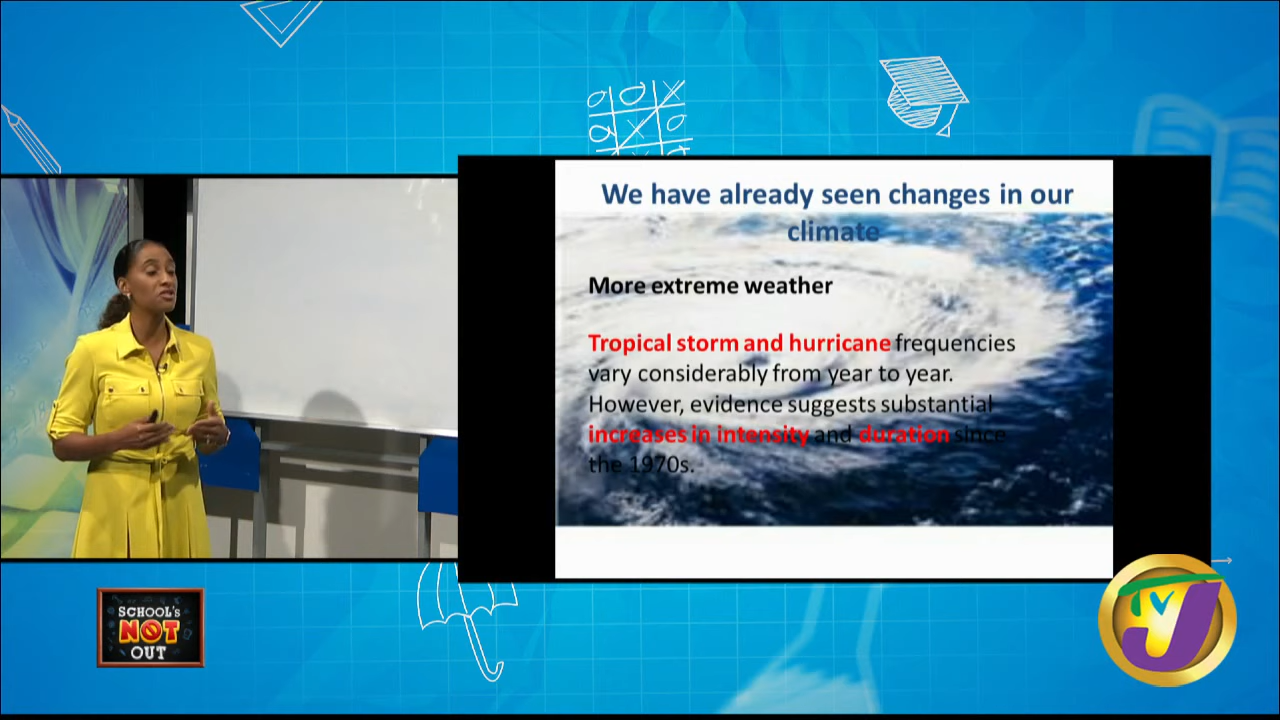 We have already seen changes in our
climate
More extreme weather
Tropical storm and hurricane frequencies
vary considerably from year to year.
However, evidence suggests substantial
increases in intensity and duration since
the 1970s.
SCHOOL'S
NOT
OUT
TVJ